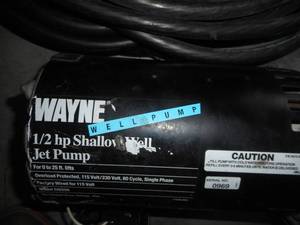 WAYNE
WELL PUMP
1/2 hp Shallow Well
Jet Pump
For 0 to 25 ft. lifts
Overload Protected, 115 Volt/230 Volt, 60 Cycle, Single Phase
Factory Wired for 115 Volt
CAUTION
0969